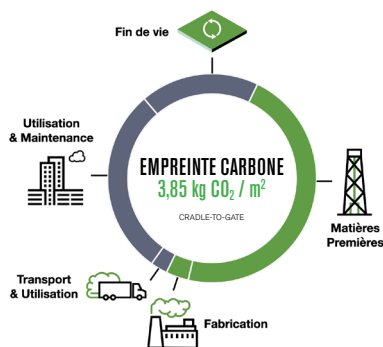 Fin de vie
Utilisation
& Maintenance
EMPREINTE CARBONE
3,85 kg CO₂ / m²
CRADLE-TO-GATE
Matières
Premières
Transport
& Utilisation
Fabrication